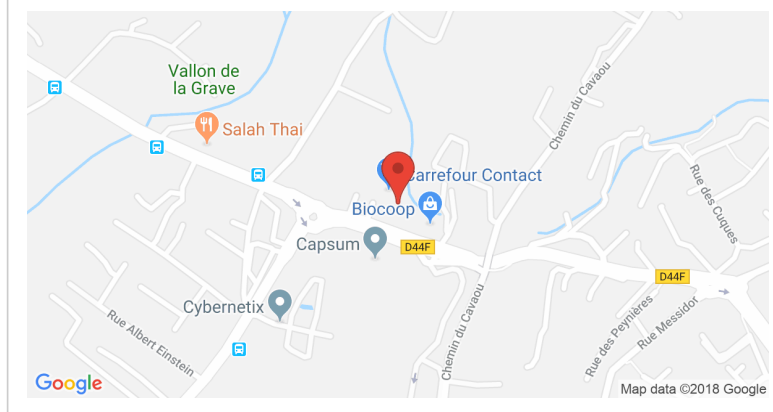 Vallon de
la Grave
Salah Thai
Chemin du Cavaou
Carrefour Contact
Rue des Cuques
Biocoop
Capsum
D44F
D44F
Cybernetix
Rue Albert Einstein
Chemin du Cavaou
Rue des Peynières
Rue Messidor
Google
Map data ©2018 Google